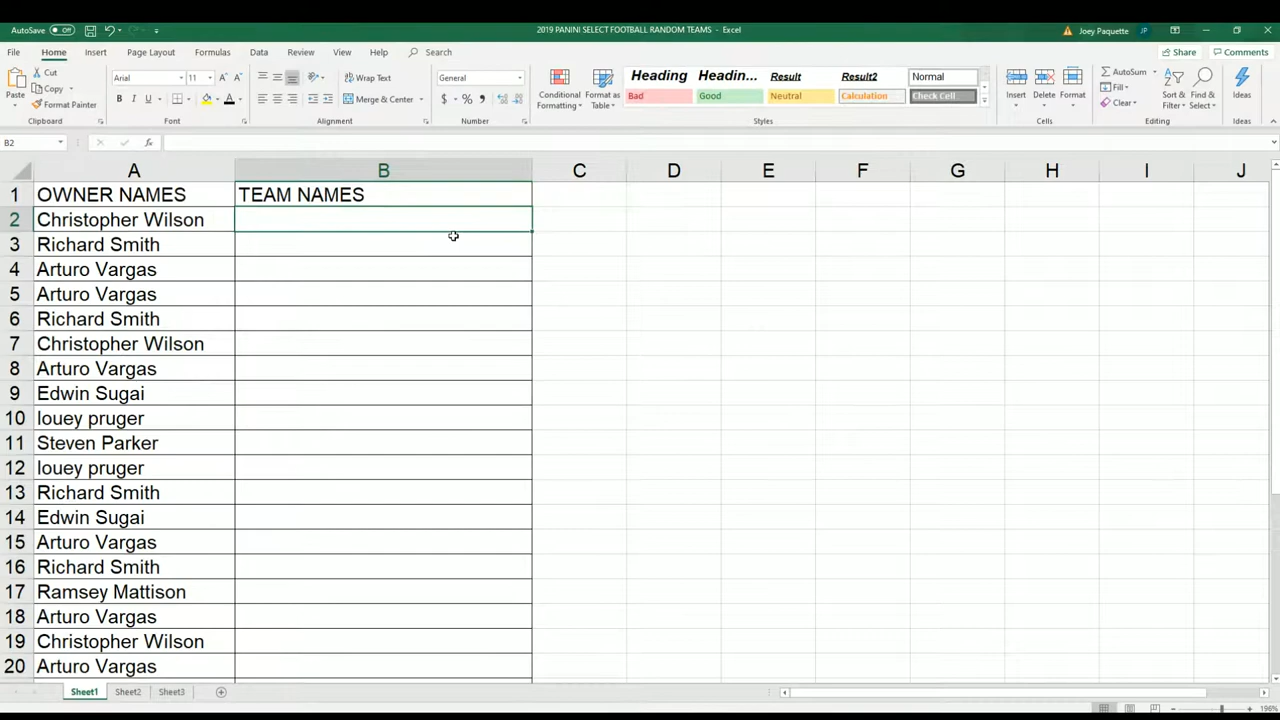 AutoSave Off 2019 PANINI SELECT FOOTBALL RANDOM TEAMS - Excel Joey Paquette JP
File Home Insert Page Layout Formulas Data Review View Help Search Share Comments
Paste Cut Copy Format Painter Clipboard
Arial 11 A A B I U A Font
Wrap Text Merge & Center Alignment
General $ % , Number
Conditional Formatting Format as Table
Heading Headin... Result Result2 Normal
Bad Good Neutral Calculation Check Cell
Styles
Insert Delete Format Cells
AutoSum Fill Clear Sort & Filter Find & Select Editing
Ideas Ideas
B2 fx
A B C D E F G H I J
1 OWNER NAMES TEAM NAMES
2 Christopher Wilson
3 Richard Smith
4 Arturo Vargas
5 Arturo Vargas
6 Richard Smith
7 Christopher Wilson
8 Arturo Vargas
9 Edwin Sugai
10 louey pruger
11 Steven Parker
12 louey pruger
13 Richard Smith
14 Edwin Sugai
15 Arturo Vargas
16 Richard Smith
17 Ramsey Mattison
18 Arturo Vargas
19 Christopher Wilson
20 Arturo Vargas
Sheet1 Sheet2 Sheet3
196%